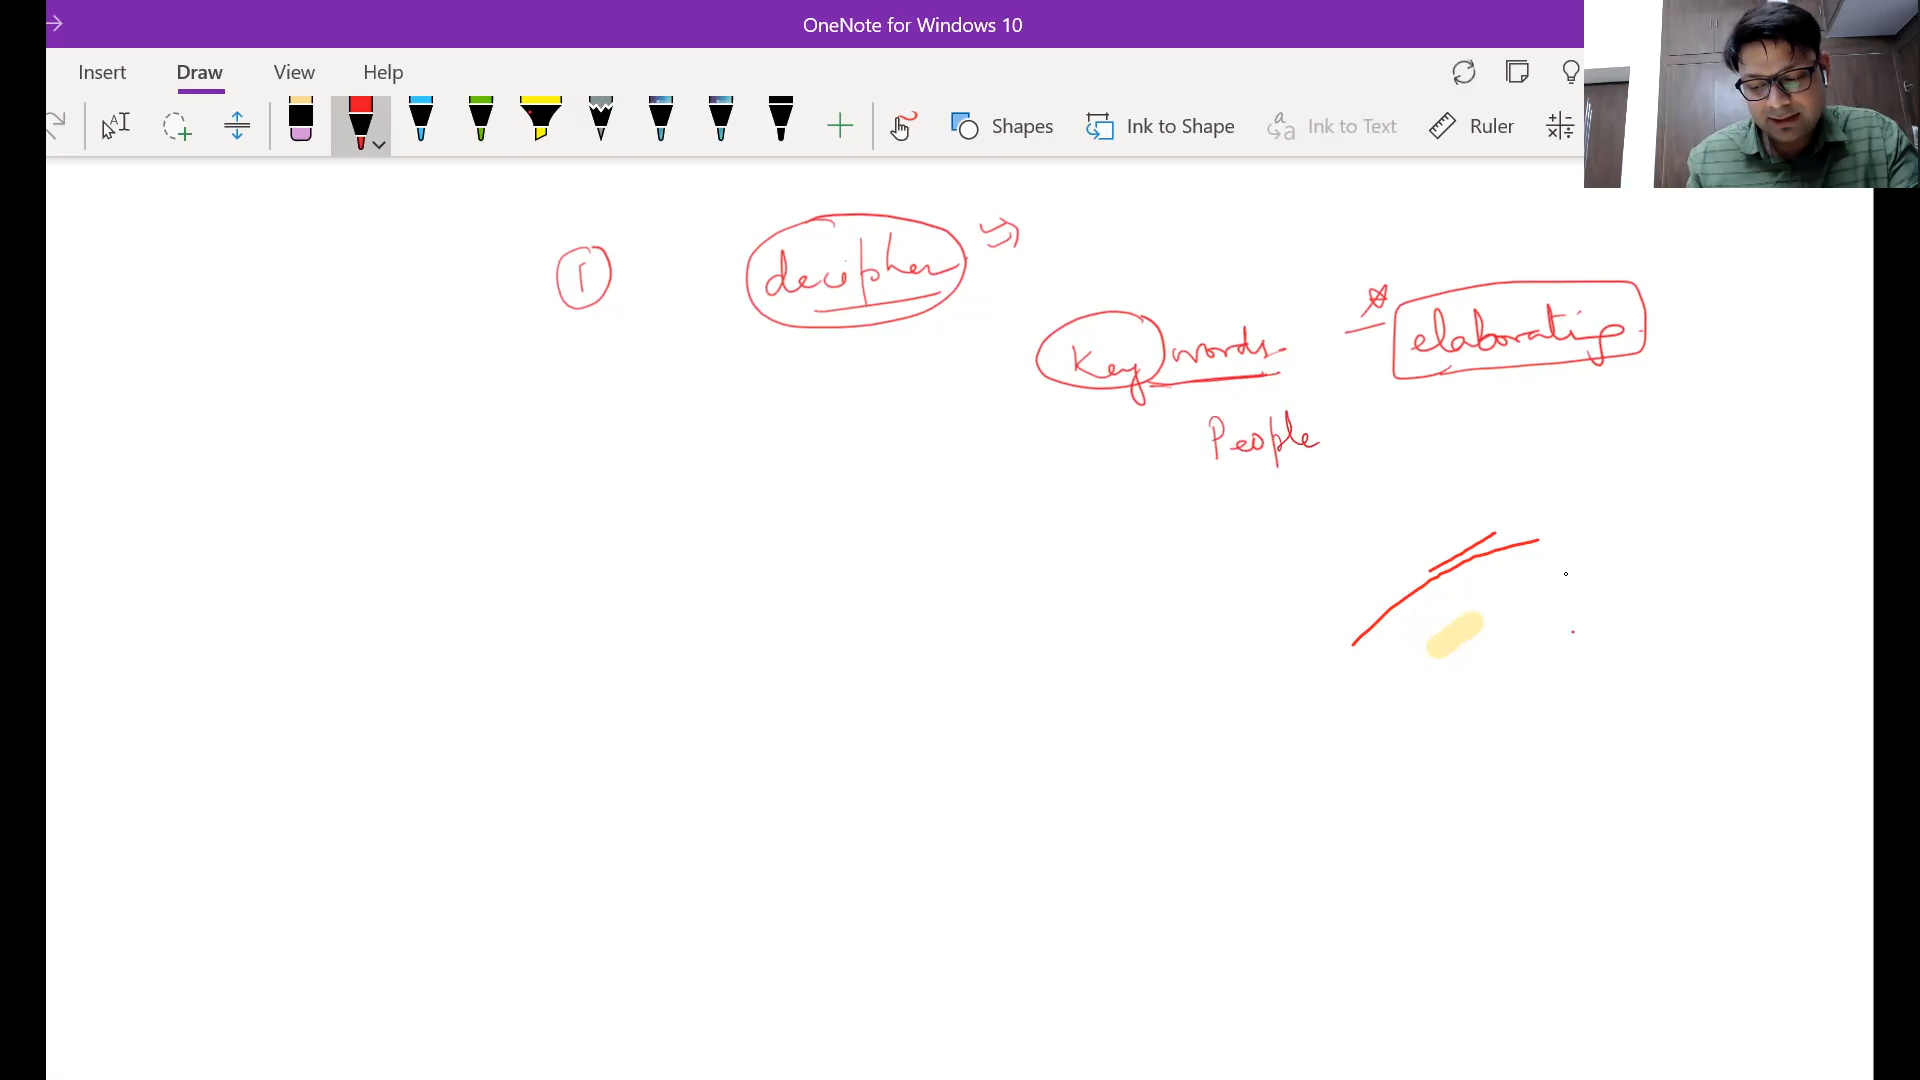 OneNote for Windows 10
Insert Draw View Help
Shapes Ink to Shape Ink to Text Ruler
1 decipher
Key words elaborating
People